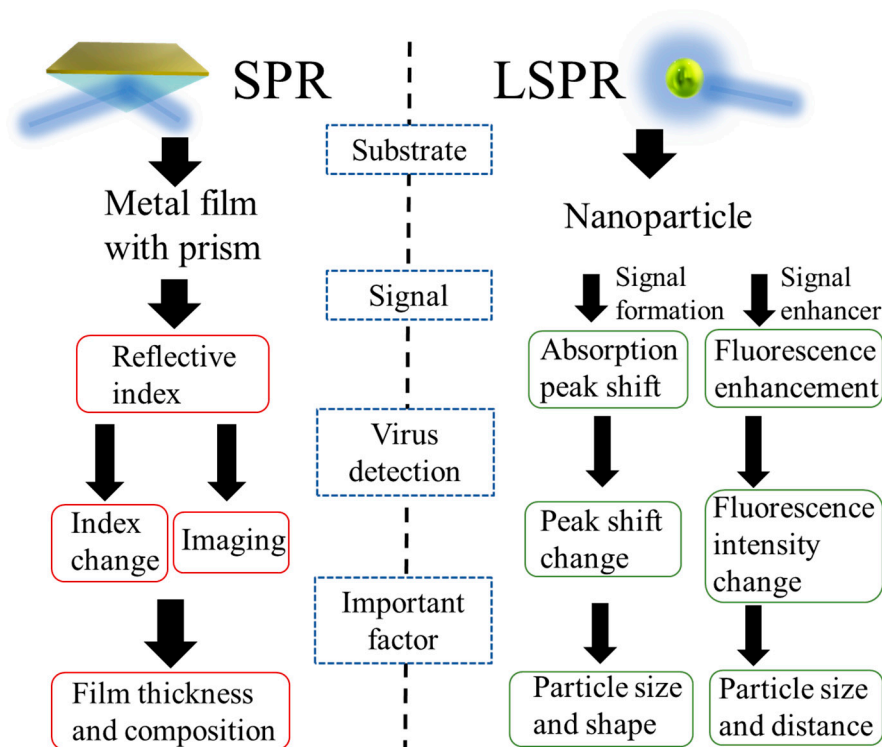 SPR
LSPR
Substrate
Metal film
with prism
Nanoparticle
Signal
Signal
formation
Signal
enhancer
Reflective
index
Absorption
peak shift
Fluorescence
enhancement
Virus
detection
Index
change
Imaging
Peak shift
change
Fluorescence
intensity
change
Important
factor
Film thickness
and composition
Particle size
and shape
Particle size
and distance